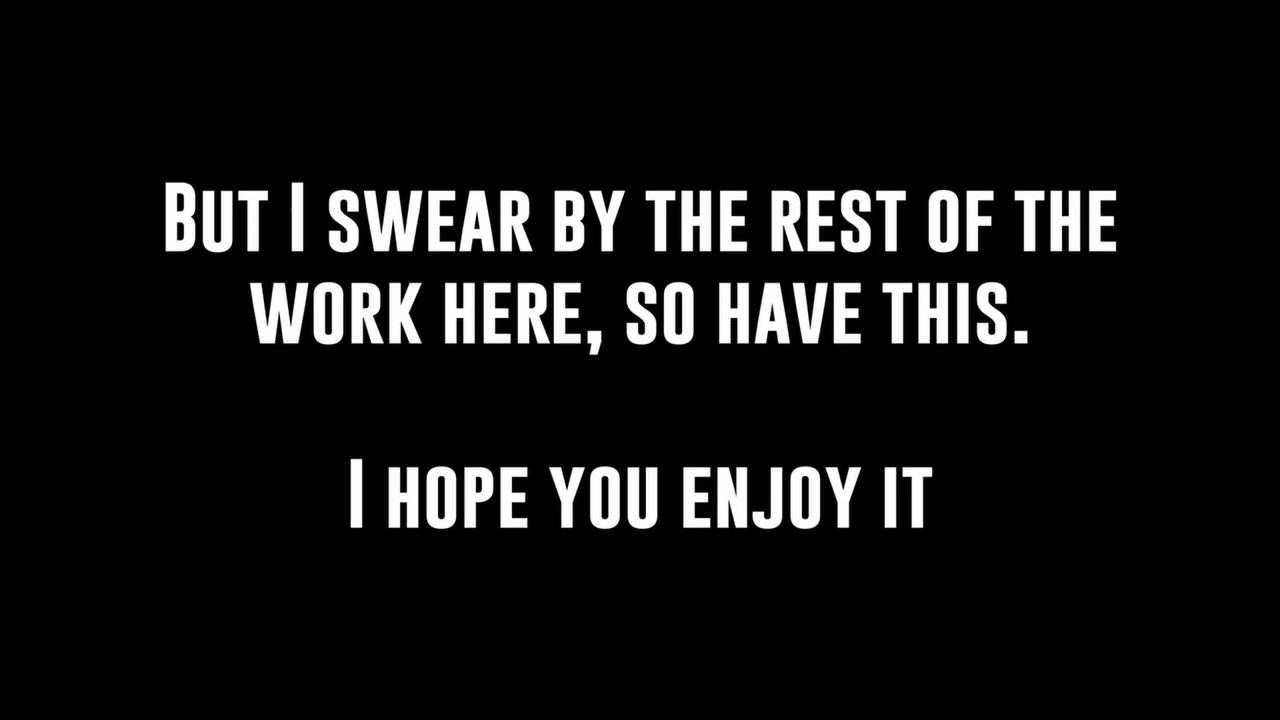 But I swear by the rest of the
work here, so have this.
I hope you enjoy it